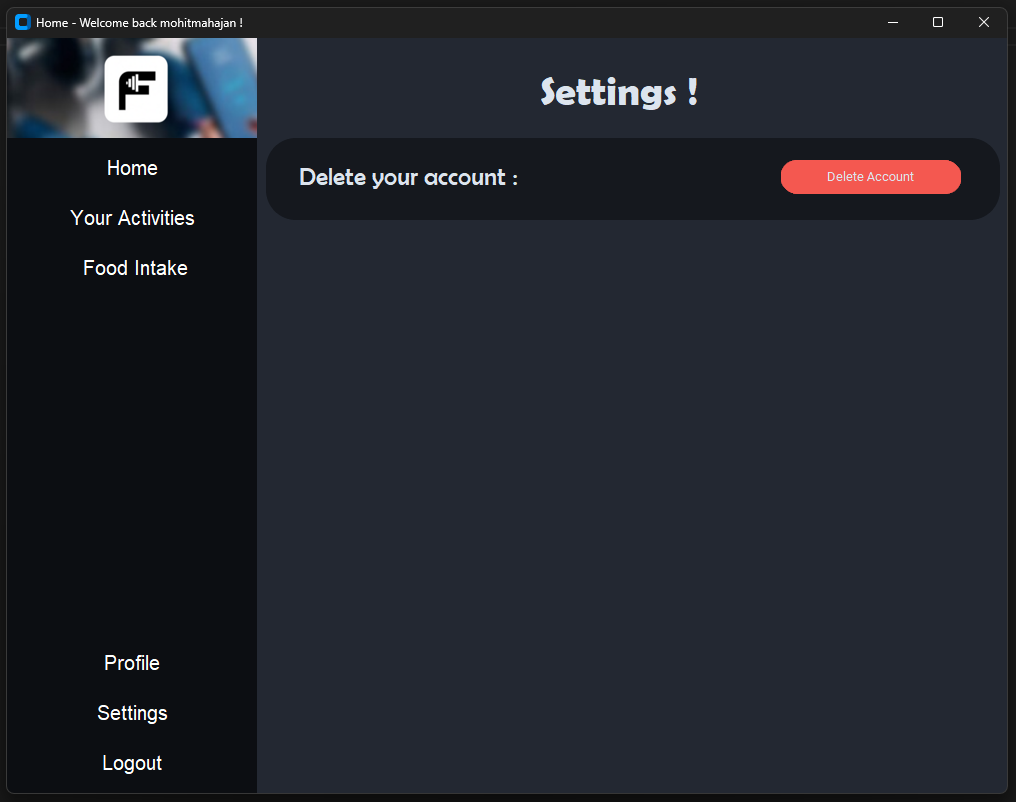 Home - Welcome back mohitmahajan !
F
Settings !
Home
Your Activities
Food Intake
Delete your account :
Delete Account
Profile
Settings
Logout